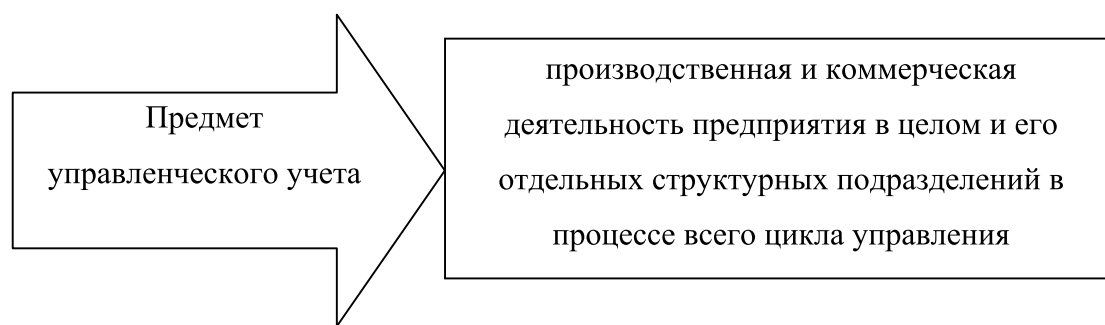 Предмет
управленческого учета
производственная и коммерческая
деятельность предприятия в целом и его
отдельных структурных подразделений в
процессе всего цикла управления